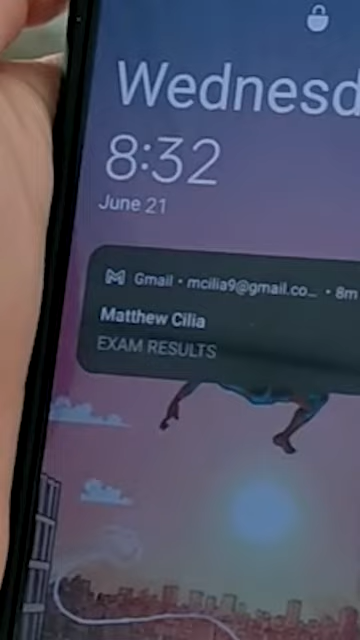 Wednesd
8:32
June 21
Gmail • mcilia9@gmail.co... • 8m
Matthew Cilia
EXAM RESULTS